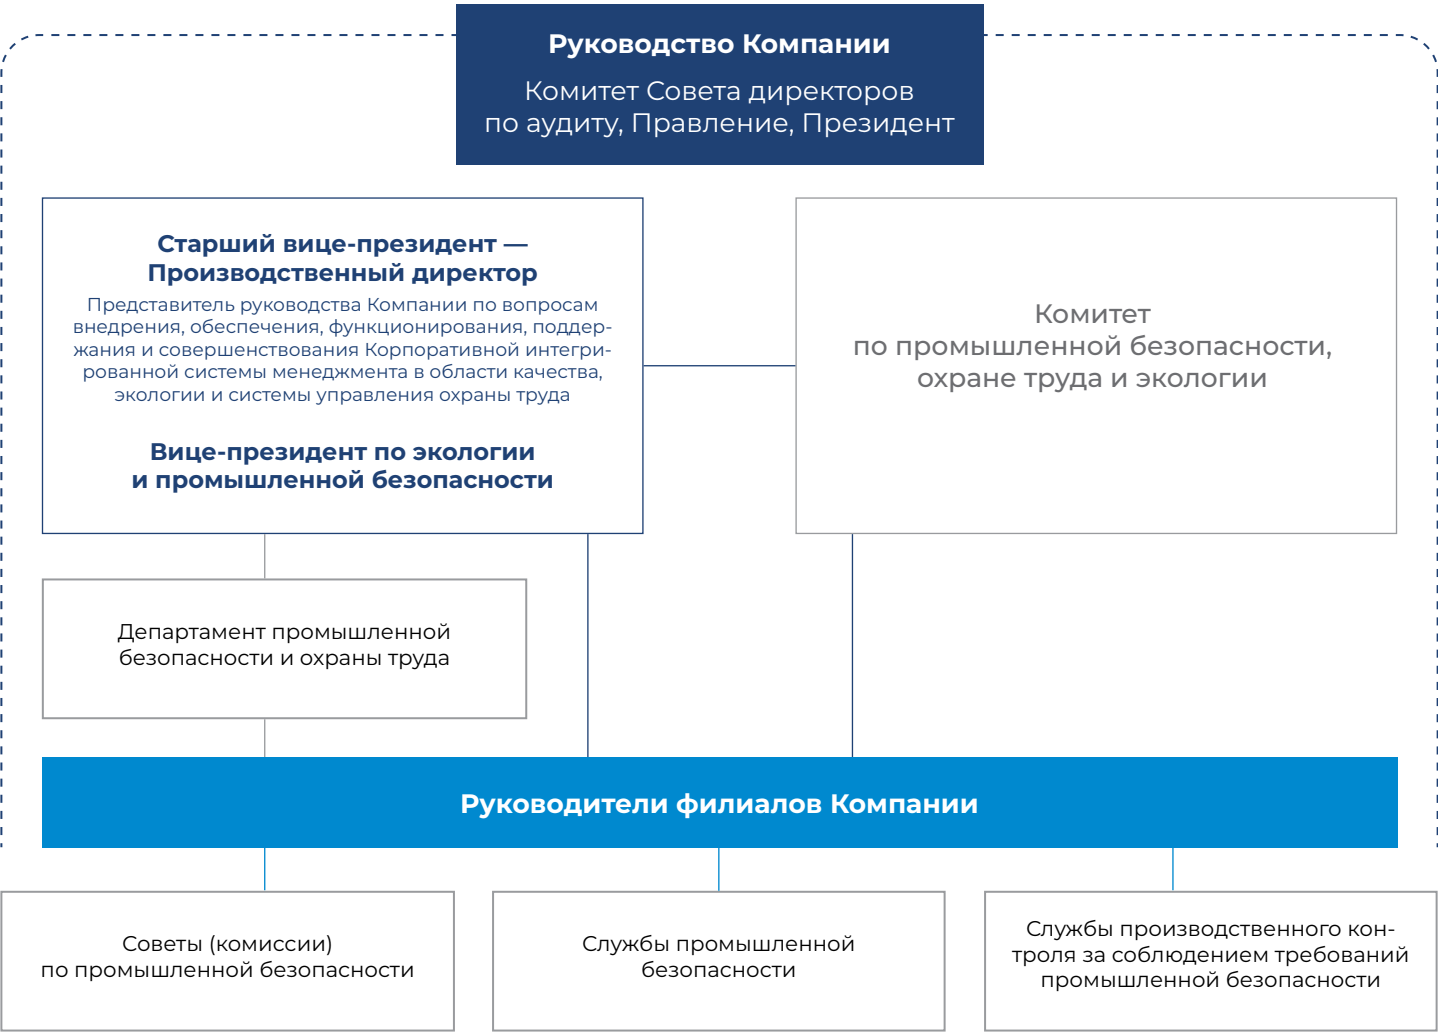 Руководство Компании
Комитет Совета директоров
по аудиту, Правление, Президент
Старший вице-президент —
Производственный директор
Представитель руководства Компании по вопросам
внедрения, обеспечения, функционирования, поддер-
жания и совершенствования Корпоративной интегри-
рованной системы менеджмента в области качества,
экологии и системы управления охраны труда
Вице-президент по экологии
и промышленной безопасности
Комитет
по промышленной безопасности,
охране труда и экологии
Департамент промышленной
безопасности и охраны труда
Руководители филиалов Компании
Советы (комиссии)
по промышленной безопасности
Службы промышленной
безопасности
Службы производственного кон-
троля за соблюдением требований
промышленной безопасности